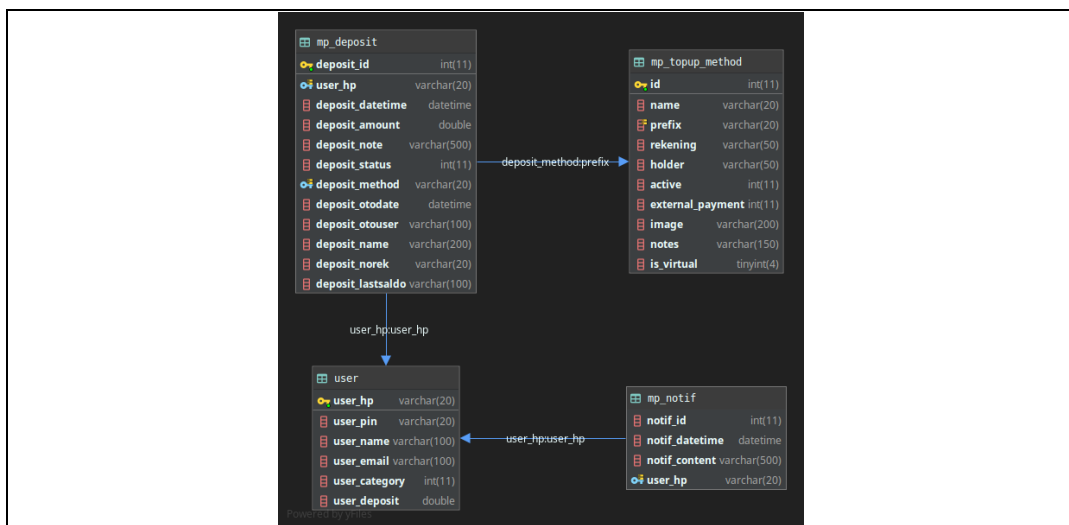 mp_deposit
deposit_id int(11)
user_hp varchar(20)
deposit_datetime datetime
deposit_amount double
deposit_note varchar(500)
deposit_status int(11)
deposit_method varchar(20)
deposit_otodate datetime
deposit_otouser varchar(100)
deposit_name varchar(200)
deposit_norek varchar(20)
deposit_lastsaldo varchar(100)
deposit_method:prefix
mp_topup_method
id int(11)
name varchar(20)
prefix varchar(20)
rekening varchar(50)
holder varchar(50)
active int(11)
external_payment int(11)
image varchar(200)
notes varchar(150)
is_virtual tinyint(4)
user_hp:user_hp
user
user_hp varchar(20)
user_pin varchar(20)
user_name varchar(100)
user_email varchar(100)
user_category int(11)
user_deposit double
user_hp:user_hp
mp_notif
notif_id int(11)
notif_datetime datetime
notif_content varchar(500)
user_hp varchar(20)
Powered by yFiles